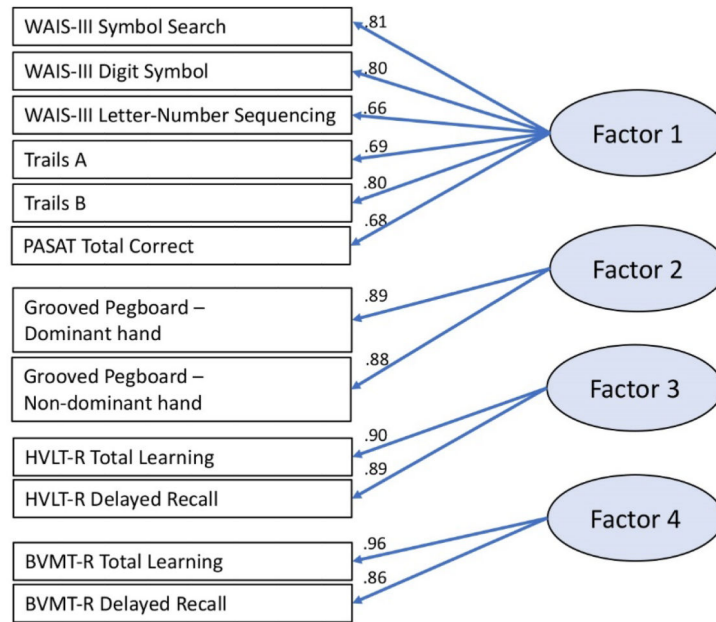 WAIS-III Symbol Search
.81
WAIS-III Digit Symbol
.80
WAIS-III Letter-Number Sequencing
.66
Trails A
.69
Trails B
.80
PASAT Total Correct
.68
Factor 1
Grooved Pegboard –
Dominant hand
.89
Grooved Pegboard –
Non-dominant hand
.88
Factor 2
HVLT-R Total Learning
.90
HVLT-R Delayed Recall
.89
Factor 3
BVMT-R Total Learning
.96
BVMT-R Delayed Recall
.86
Factor 4